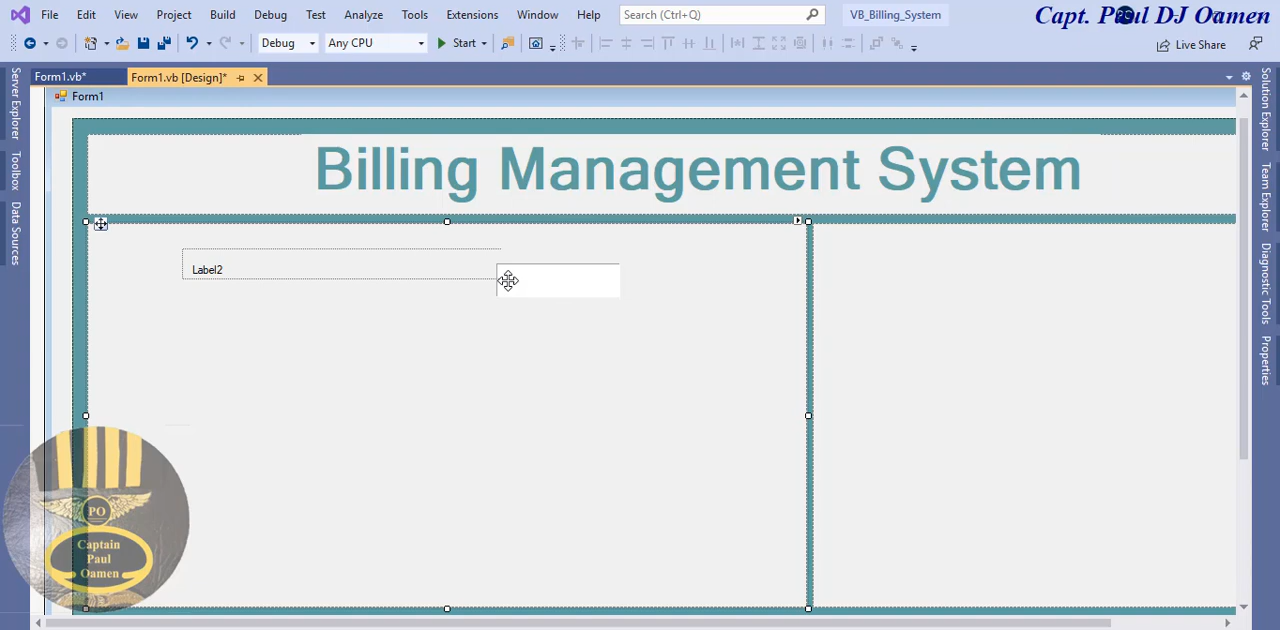 File Edit View Project Build Debug Test Analyze Tools Extensions Window Help Search (Ctrl+Q) VB_Billing_System Capt. Paul DJ Oamen
Debug Any CPU Start Live Share
Form1.vb* Form1.vb [Design]*
Form1
Billing Management System
Label2
Server Explorer
Toolbox
Data Sources
Solution Explorer
Team Explorer
Diagnostic Tools
Properties
PO
Captain
Paul
Oamen